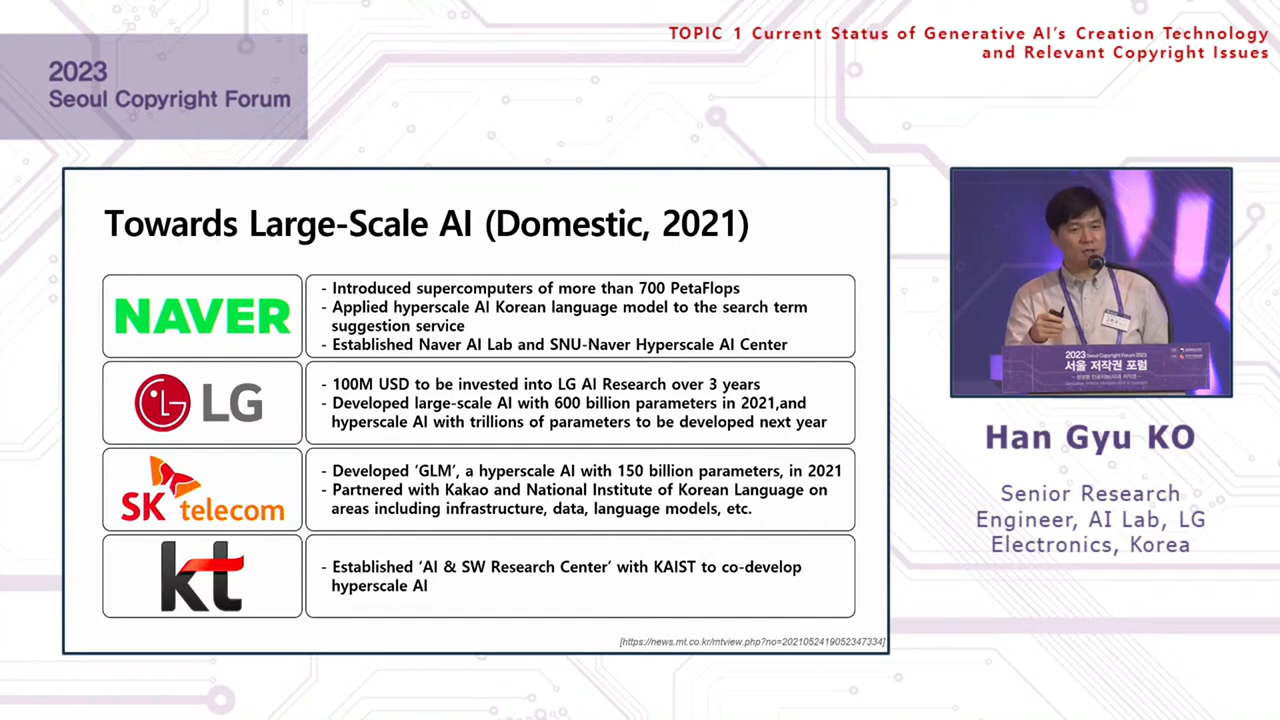 TOPIC 1 Current Status of Generative AI's Creation Technology
and Relevant Copyright Issues
2023
Seoul Copyright Forum
Towards Large-Scale AI (Domestic, 2021)
NAVER
- Introduced supercomputers of more than 700 PetaFlops
- Applied hyperscale AI Korean language model to the search term
suggestion service
- Established Naver AI Lab and SNU-Naver Hyperscale AI Center
LG
- 100M USD to be invested into LG AI Research over 3 years
- Developed large-scale AI with 600 billion parameters in 2021,and
hyperscale AI with trillions of parameters to be developed next year
SK telecom
- Developed ‘GLM’, a hyperscale AI with 150 billion parameters, in 2021
- Partnered with Kakao and National Institute of Korean Language on
areas including infrastructure, data, language models, etc.
kt
- Established ‘AI & SW Research Center’ with KAIST to co-develop
hyperscale AI
[https://news.mt.co.kr/mtview.php?no=2021052419052347334]
2023 Seoul Copyright Forum 2023
서울 저작권 포럼
Han Gyu KO
Senior Research
Engineer, AI Lab, LG
Electronics, Korea